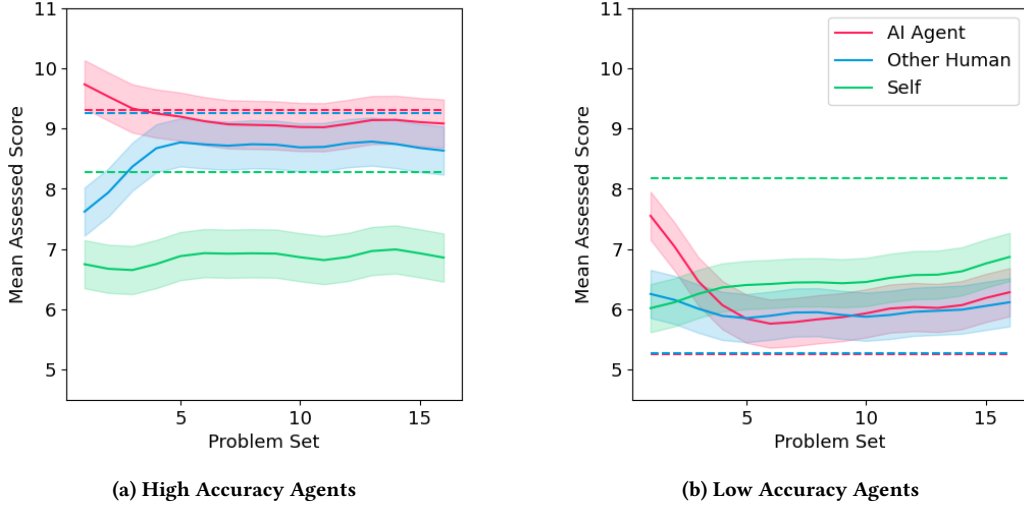 11
10
9
8
7
6
5
Mean Assessed Score
5
10
15
Problem Set
(a) High Accuracy Agents
11
10
9
8
7
6
5
Mean Assessed Score
AI Agent
Other Human
Self
5
10
15
Problem Set
(b) Low Accuracy Agents